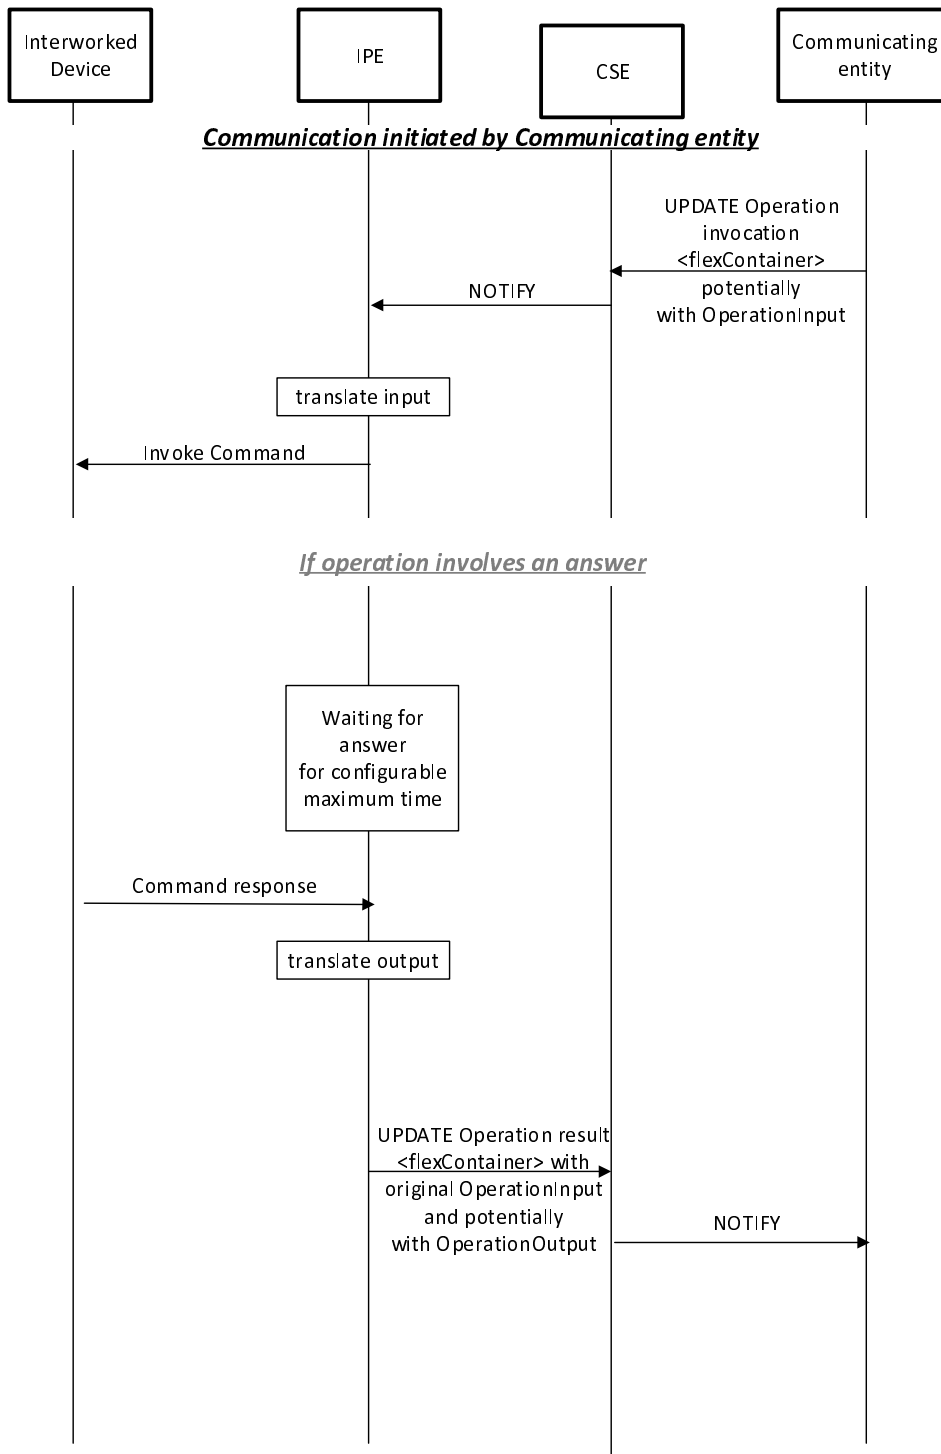 Interworked
Device
IPE
CSE
Communicating
entity
Communication initiated by Communicating entity
UPDATE Operation
invocation
<flexContainer>
potentially
with OperationInput
NOTIFY
translate input
Invoke Command
If operation involves an answer
Waiting for
answer
for configurable
maximum time
Command response
translate output
UPDATE Operation result
<flexContainer> with
original OperationInput
and potentially
with OperationOutput
NOTIFY